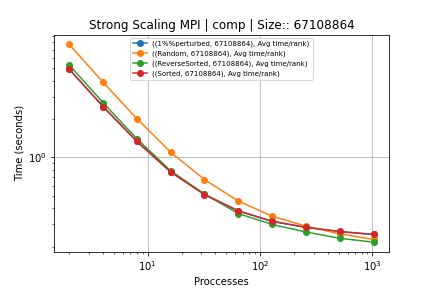 Strong Scaling MPI | comp | Size:: 67108864
((1%%perturbed, 67108864), Avg time/rank)
((Random, 67108864), Avg time/rank)
((ReverseSorted, 67108864), Avg time/rank)
((Sorted, 67108864), Avg time/rank)
Time (seconds)
10⁰
10¹ 10² 10³
Proccesses